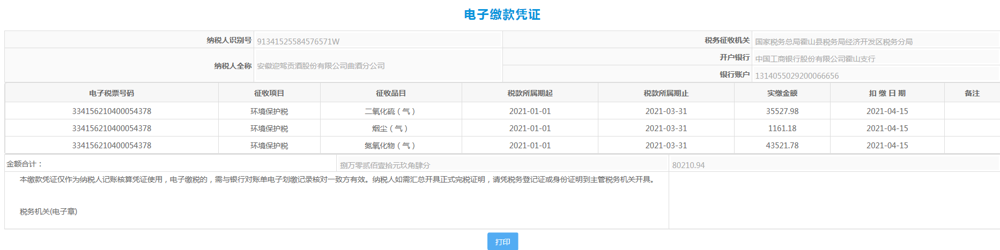 电子缴款凭证
纳税人识别号 91341525584576571W 税务征收机关 国家税务总局霍山县税务局经济开发区税务分局
纳税人全称 安徽迎驾贡酒股份有限公司曲酒分公司 开户银行 中国工商银行股份有限公司霍山支行
银行账户 1314055029200066656
电子税票号码 征收项目 征收品目 税款所属期起 税款所属期止 实缴金额 扣 缴 日 期 备注
334156210400054378 环境保护税 二氧化硫（气） 2021-01-01 2021-03-31 35527.98 2021-04-15
334156210400054378 环境保护税 烟尘（气） 2021-01-01 2021-03-31 1161.18 2021-04-15
334156210400054378 环境保护税 氮氧化物（气） 2021-01-01 2021-03-31 43521.78 2021-04-15
金额合计： 捌万零贰佰壹拾元玖角肆分 80210.94
本缴款凭证仅作为纳税人记账核算凭证使用，电子缴税的，需与银行对账单电子划缴记录核对一致方有效。纳税人如需汇总开具正式完税证明，请凭税务登记证或身份证明到主管税务机关开具。
税务机关(电子章)
打印